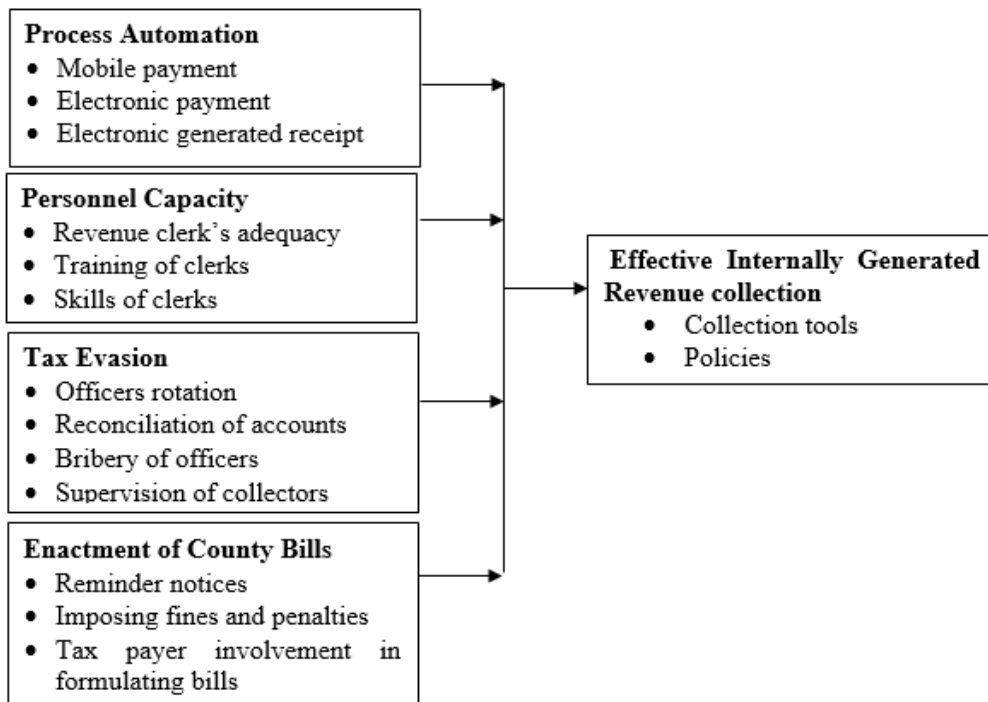 Process Automation
• Mobile payment
• Electronic payment
• Electronic generated receipt
Personnel Capacity
• Revenue clerk’s adequacy
• Training of clerks
• Skills of clerks
Tax Evasion
• Officers rotation
• Reconciliation of accounts
• Bribery of officers
• Supervision of collectors
Enactment of County Bills
• Reminder notices
• Imposing fines and penalties
• Tax payer involvement in
formulating bills
Effective Internally Generated
Revenue collection
• Collection tools
• Policies